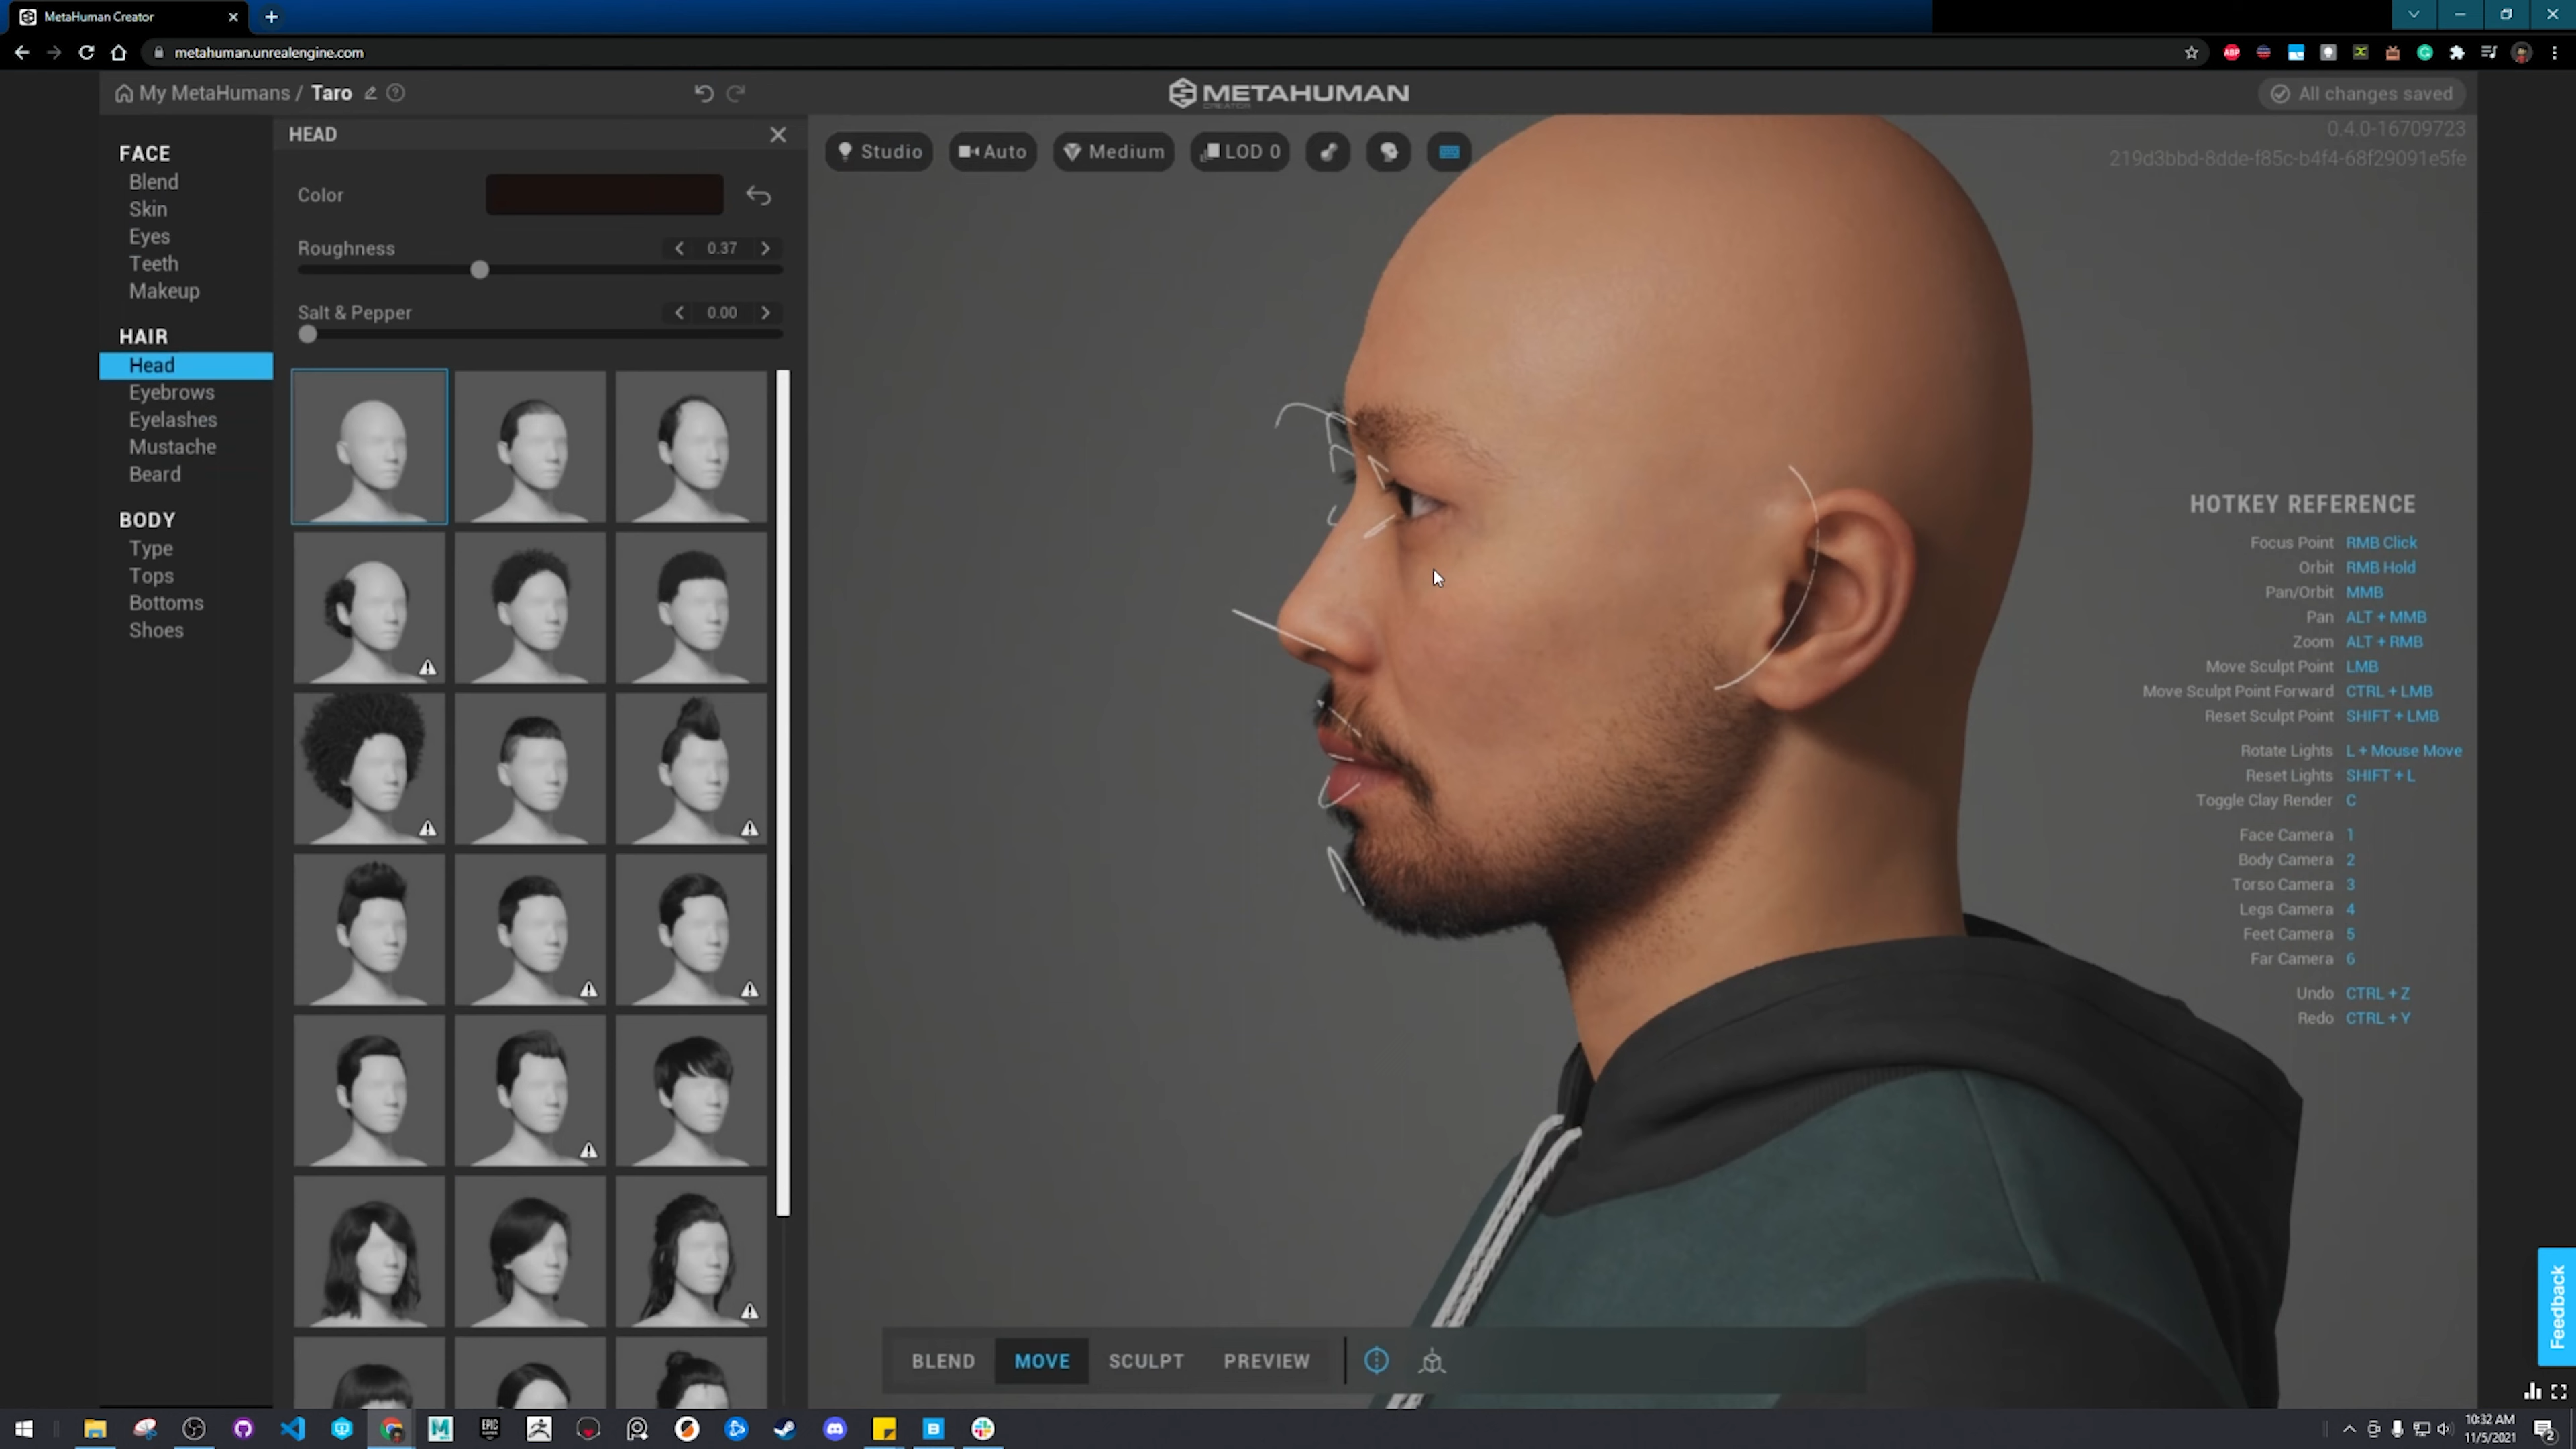 MetaHuman Creator
metahuman.unrealengine.com
ABP
My MetaHumans / Taro
METAHUMAN
CREATOR
All changes saved
0.4.0-16709723
219d3bbd-8dde-f85c-b4f4-68f29091e5fe
FACE
Blend
Skin
Eyes
Teeth
Makeup
HAIR
Head
Eyebrows
Eyelashes
Mustache
Beard
BODY
Type
Tops
Bottoms
Shoes
HEAD
Color
Roughness 0.37
Salt & Pepper 0.00
Studio Auto Medium LOD 0
HOTKEY REFERENCE
Focus Point RMB Click
Orbit RMB Hold
Pan/Orbit MMB
Pan ALT + MMB
Zoom ALT + RMB
Move Sculpt Point LMB
Move Sculpt Point Forward CTRL + LMB
Reset Sculpt Point SHIFT + LMB
Rotate Lights L + Mouse Move
Reset Lights SHIFT + L
Toggle Clay Render C
Face Camera 1
Body Camera 2
Torso Camera 3
Legs Camera 4
Feet Camera 5
Far Camera 6
Undo CTRL + Z
Redo CTRL + Y
Feedback
BLEND MOVE SCULPT PREVIEW
EPIC
10:32 AM
11/5/2021
2